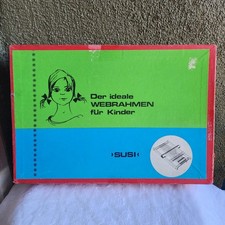 Der ideale
WEBRAHMEN
für Kinder
›SUSI‹